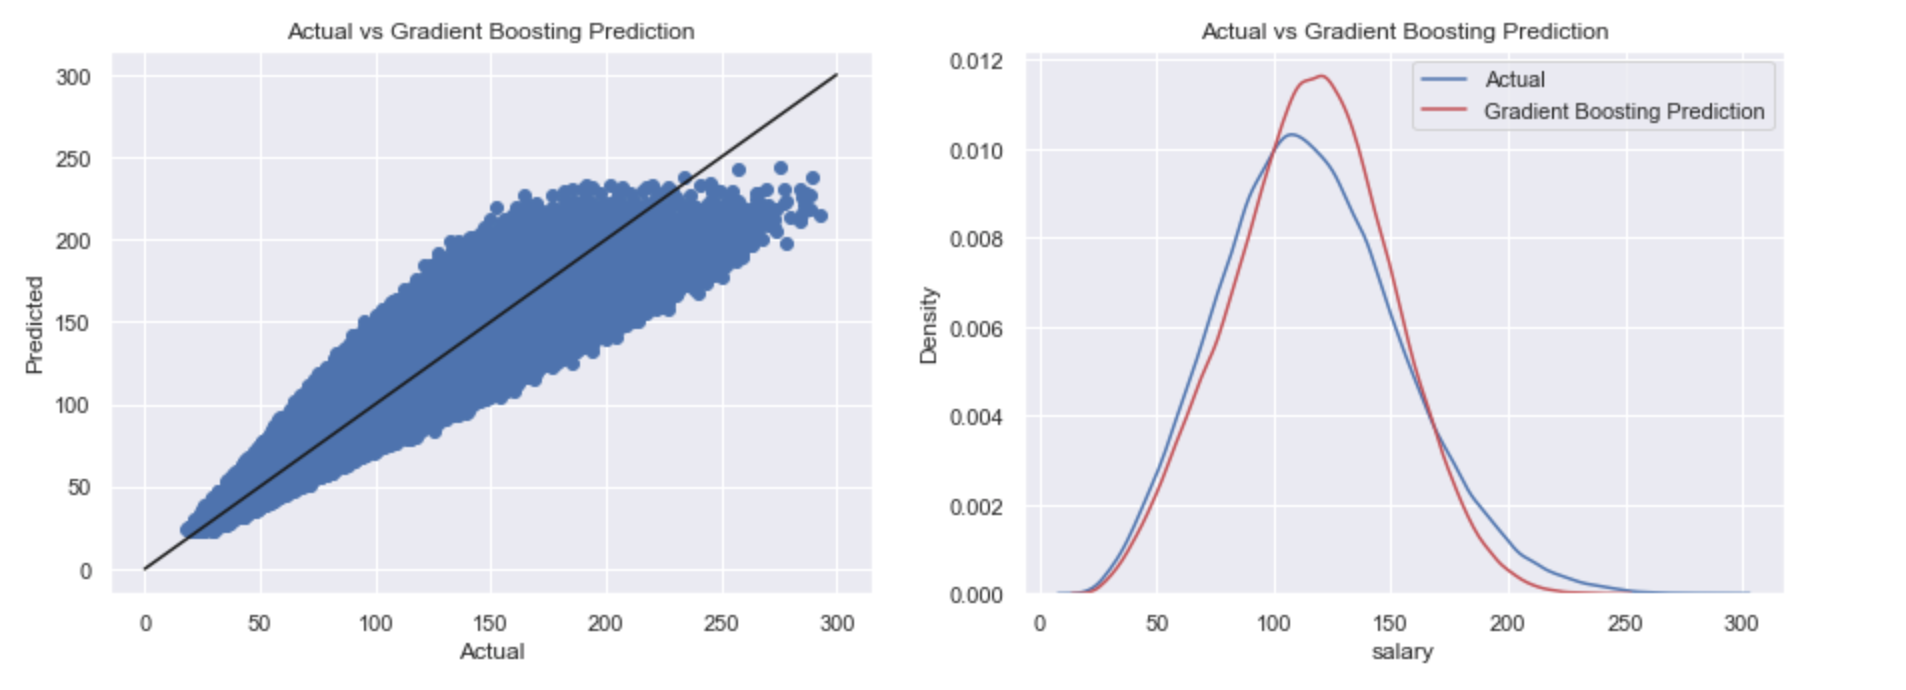 Actual vs Gradient Boosting Prediction
300
250
200
150
100
50
0
Predicted
0 50 100 150 200 250 300
Actual
Actual vs Gradient Boosting Prediction
Actual
Gradient Boosting Prediction
0.012
0.010
0.008
0.006
0.004
0.002
0.000
Density
0 50 100 150 200 250 300
salary